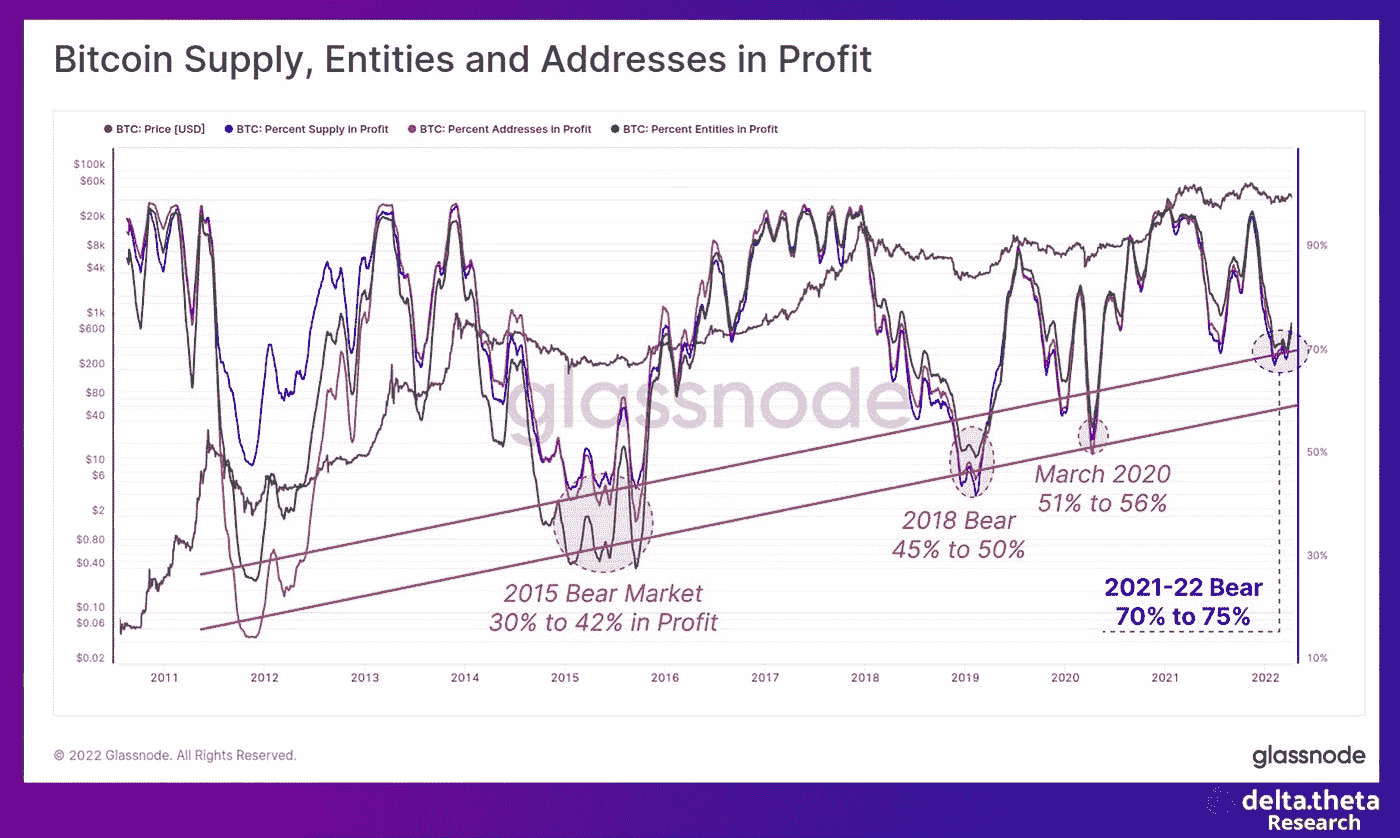 Bitcoin Supply, Entities and Addresses in Profit
BTC: Price [USD] BTC: Percent Supply in Profit BTC: Percent Addresses in Profit BTC: Percent Entities in Profit
$100k
$60k
$20k
$8k
$4k
$1k
$600
$200
$80
$40
$10
$6
$2
$0.80
$0.40
$0.10
$0.06
$0.02
90%
70%
50%
30%
10%
glassnode
2015 Bear Market
30% to 42% in Profit
2018 Bear
45% to 50%
March 2020
51% to 56%
2021-22 Bear
70% to 75%
2011 2012 2013 2014 2015 2016 2017 2018 2019 2020 2021 2022
© 2022 Glassnode. All Rights Reserved.
glassnode
delta.theta
Research